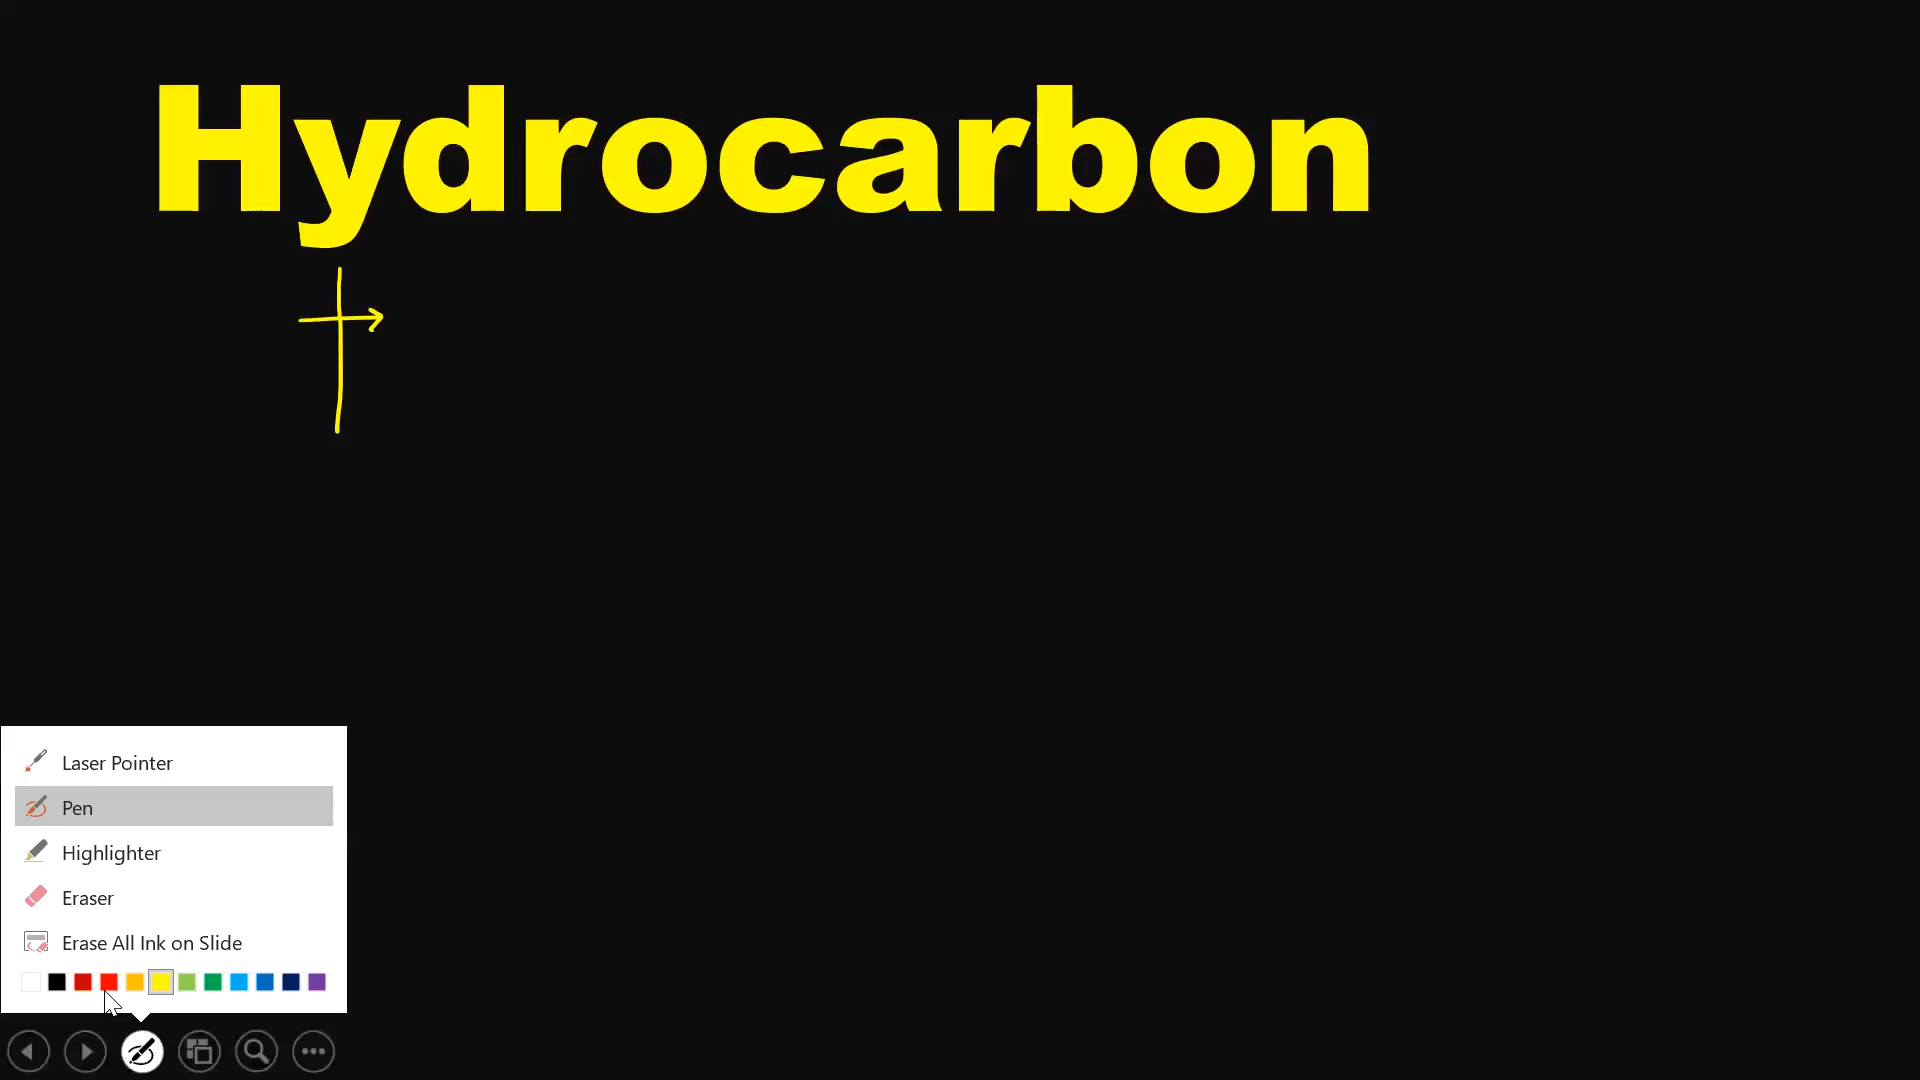 Hydrocarbon
Laser Pointer
Pen
Highlighter
Eraser
Erase All Ink on Slide